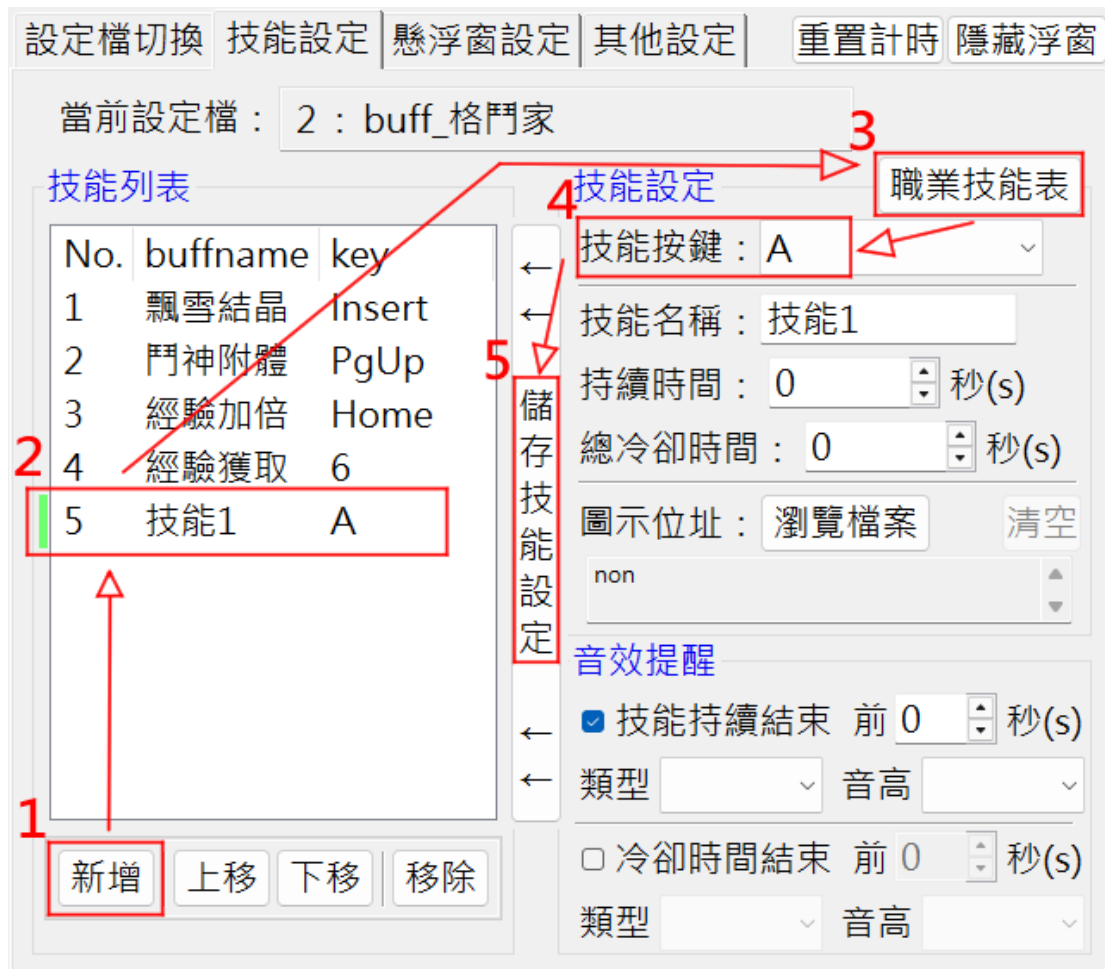 設定檔切換 技能設定 懸浮窗設定 其他設定 重置計時 隱藏浮窗
當前設定檔： 2：buff_格鬥家
3
職業技能表
技能列表
No. buffname key
1 飄雪結晶 Insert
2 鬥神附體 PgUp
3 經驗加倍 Home
4 經驗獲取 6
2
5 技能1 A
1
新增 上移 下移 移除
←
←
5
儲存技能設定
←
←
技能設定
4
技能按鍵： A
技能名稱： 技能1
持續時間： 0 秒(s)
總冷卻時間： 0 秒(s)
圖示位址： 瀏覽檔案 清空
non
音效提醒
技能持續結束 前 0 秒(s)
類型 音高
冷卻時間結束 前 0 秒(s)
類型 音高